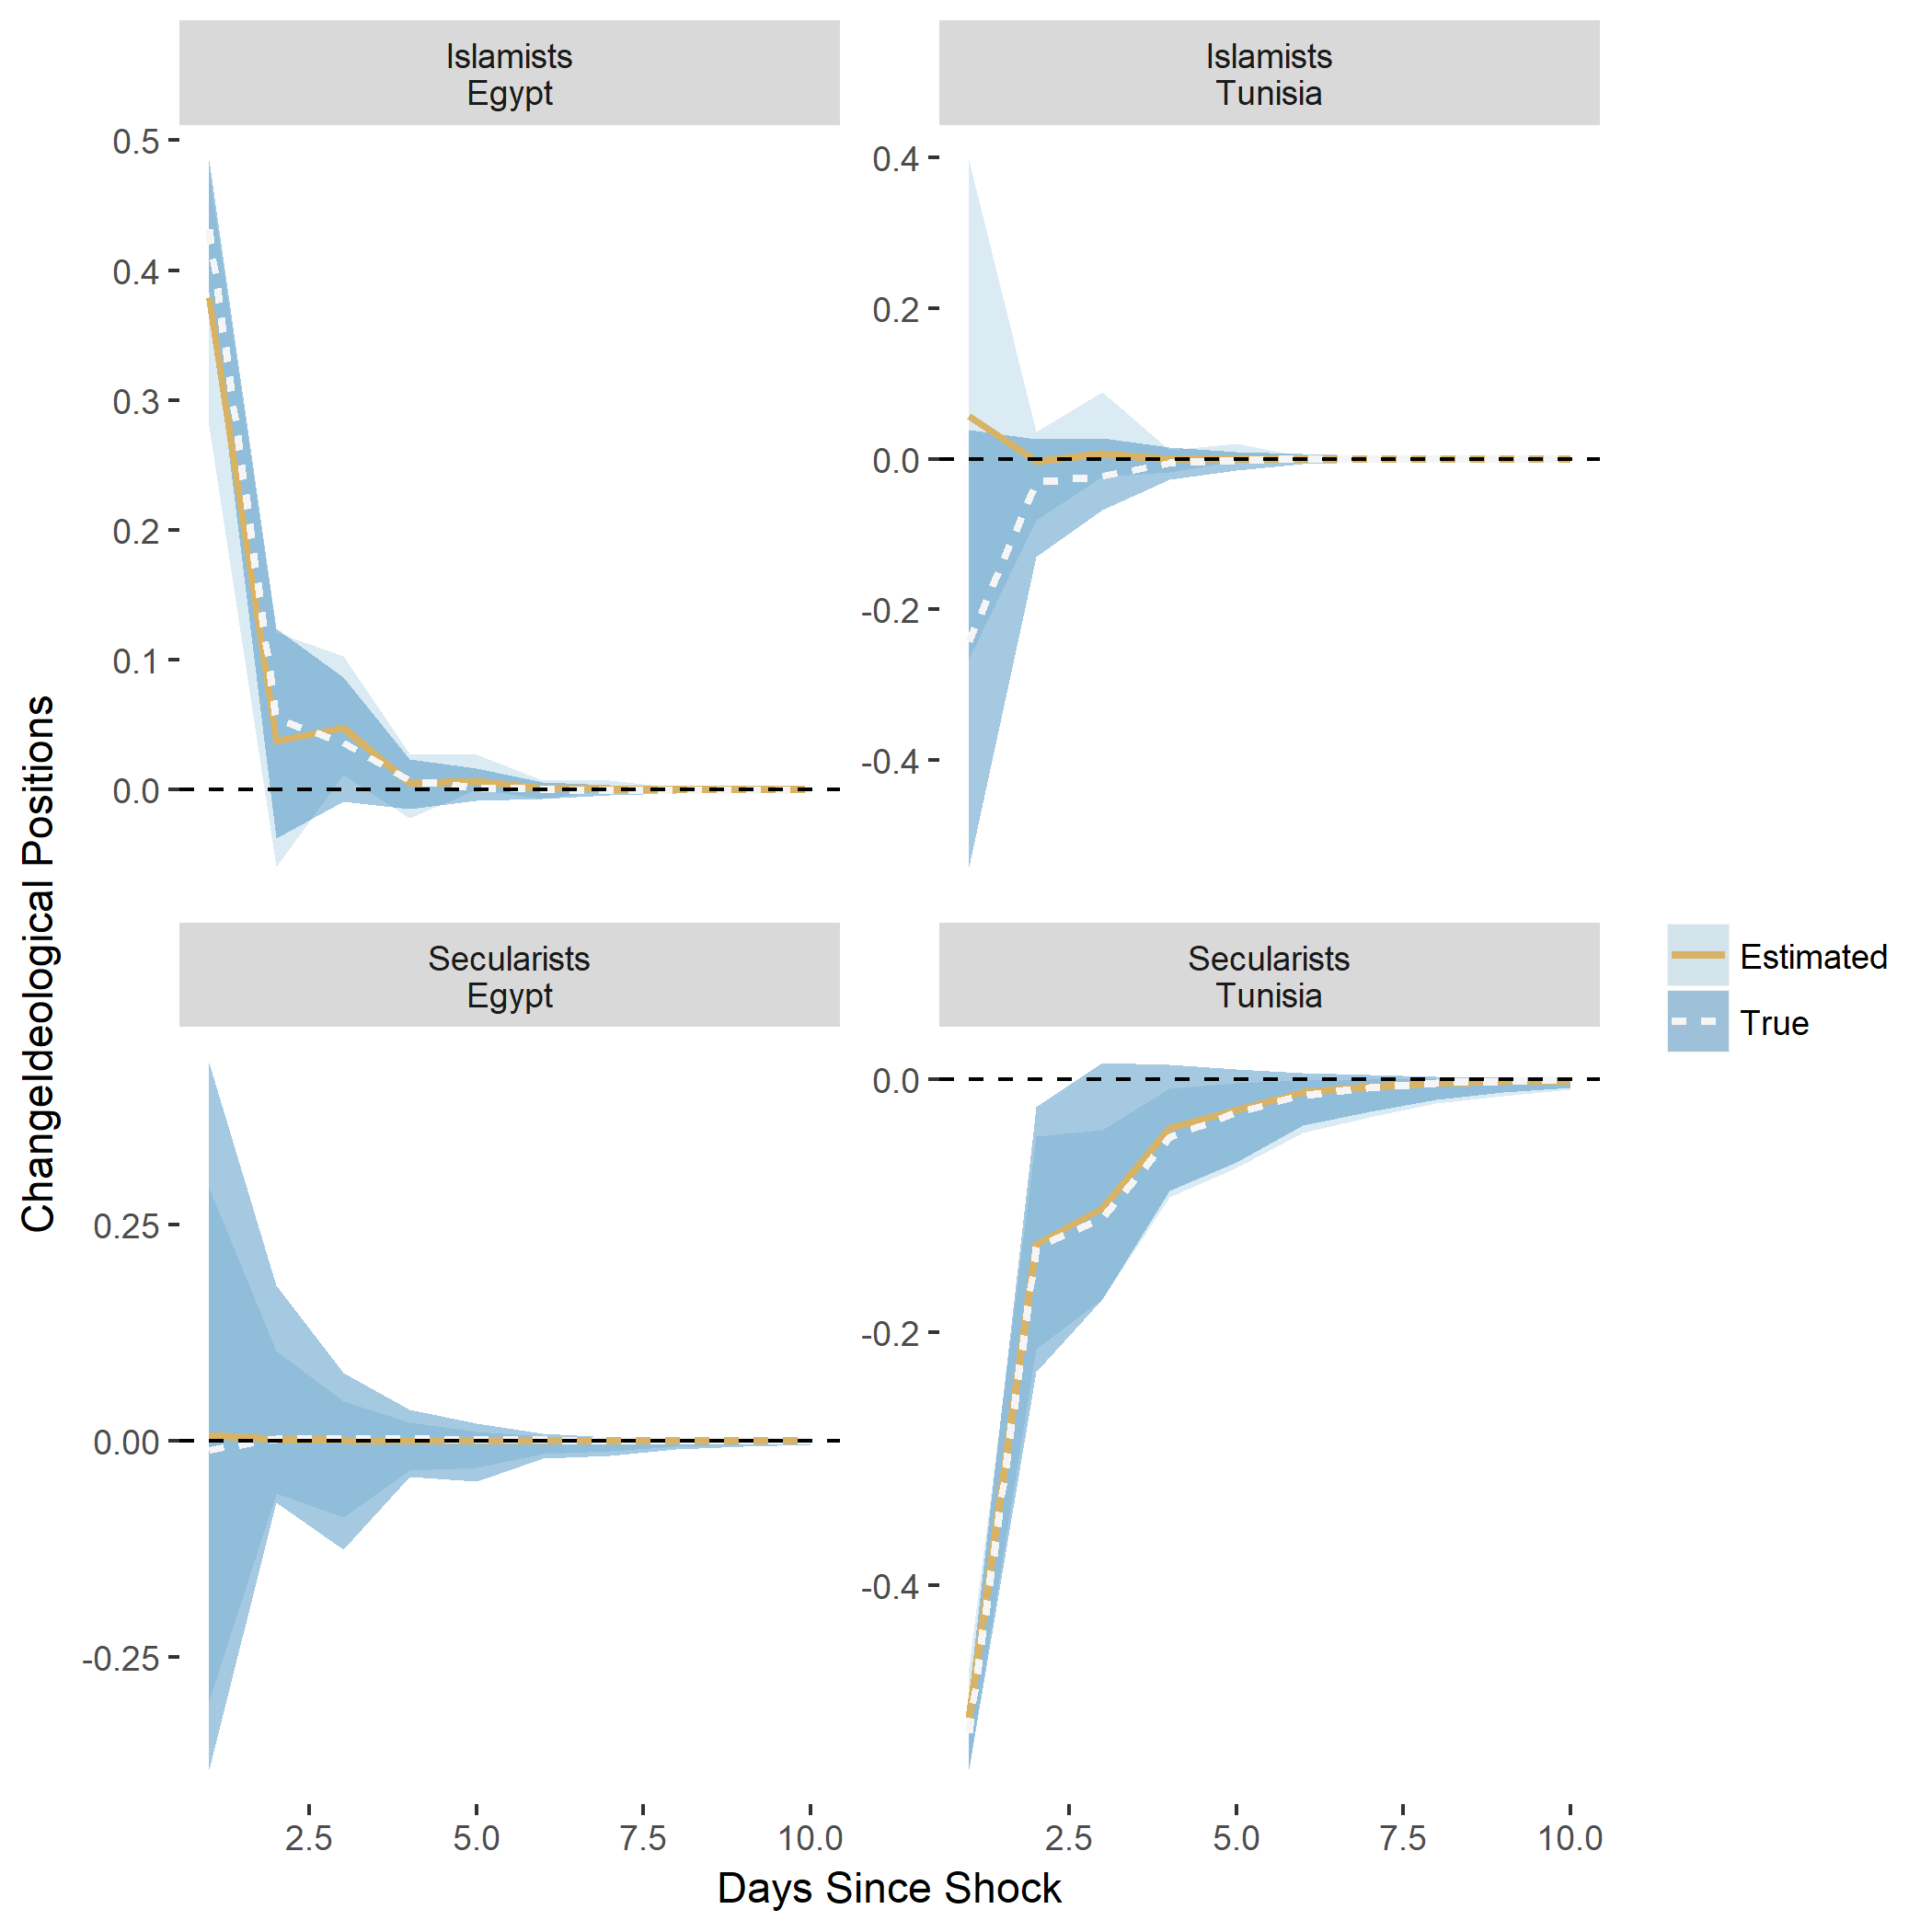 Islamists
Egypt
Islamists
Tunisia
0.5
0.4
0.3
0.2
0.1
0.0
0.4
0.2
0.0
-0.2
-0.4
Secularists
Egypt
Secularists
Tunisia
0.25
0.00
-0.25
0.0
-0.2
-0.4
2.5 5.0 7.5 10.0
2.5 5.0 7.5 10.0
Days Since Shock
ChangeIdeological Positions
Estimated
True